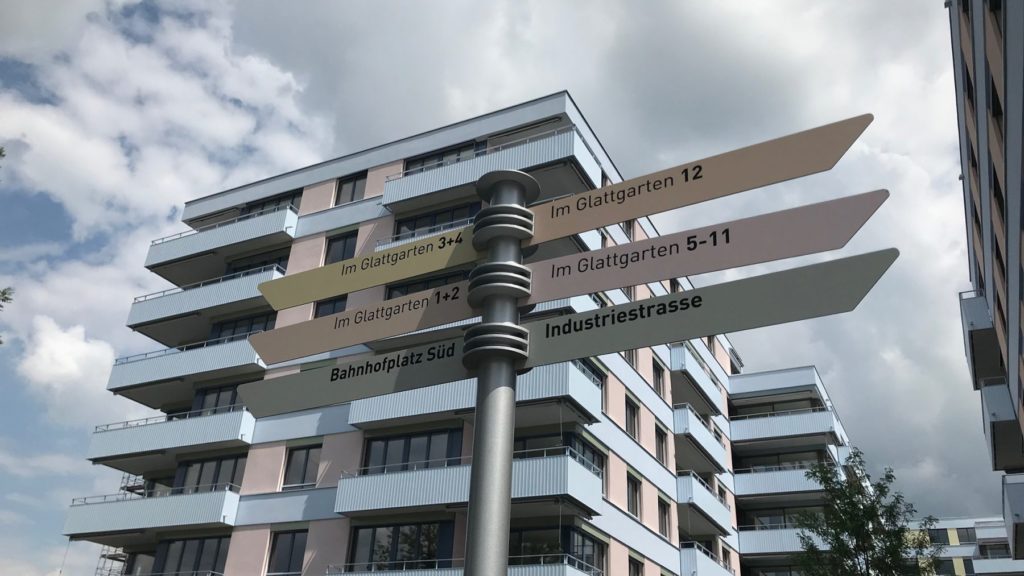 Im Glattgarten 3+4
Im Glattgarten 1+2
Bahnhofplatz Süd
Im Glattgarten 12
Im Glattgarten 5-11
Industriestrasse